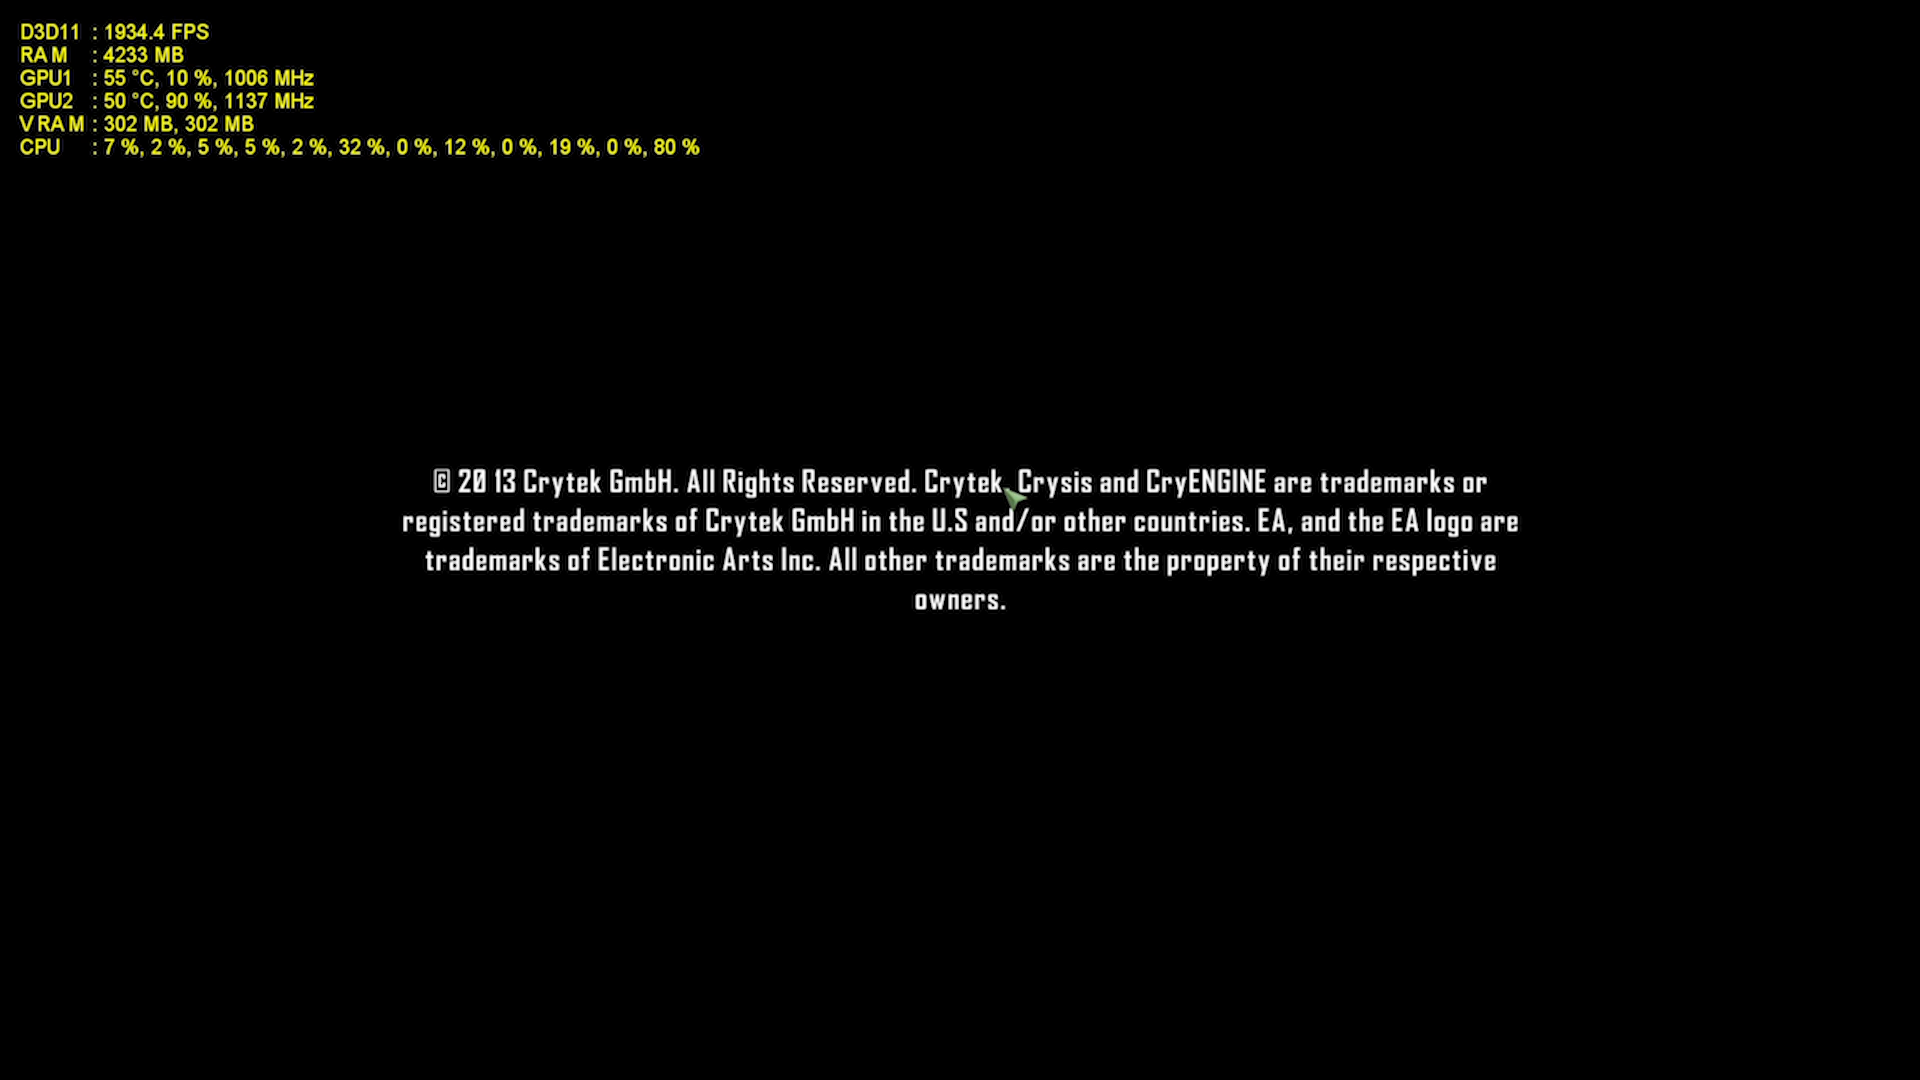 D3D11 : 1934.4 FPS
RAM : 4233 MB
GPU1 : 55 °C, 10 %, 1006 MHz
GPU2 : 50 °C, 90 %, 1137 MHz
VRAM : 302 MB, 302 MB
CPU : 7 %, 2 %, 5 %, 5 %, 2 %, 32 %, 0 %, 12 %, 0 %, 19 %, 0 %, 80 %
© 2013 Crytek GmbH. All Rights Reserved. Crytek, Crysis and CryENGINE are trademarks or
registered trademarks of Crytek GmbH in the U.S and/or other countries. EA, and the EA logo are
trademarks of Electronic Arts Inc. All other trademarks are the property of their respective
owners.